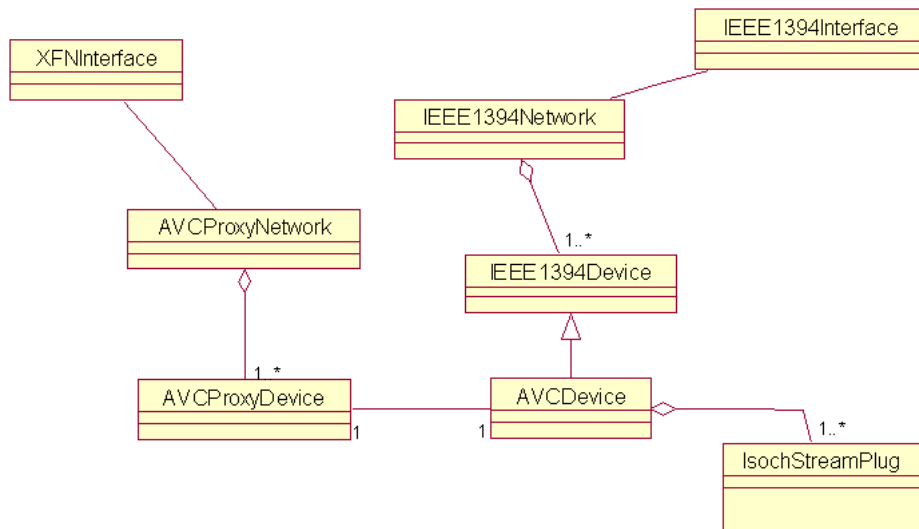 IEEE1394Interface
XFNInterface
IEEE1394Network
AVCProxyNetwork
1..*
IEEE1394Device
1..*
AVCProxyDevice
AVCDevice
1
1
1..*
IsochStreamPlug